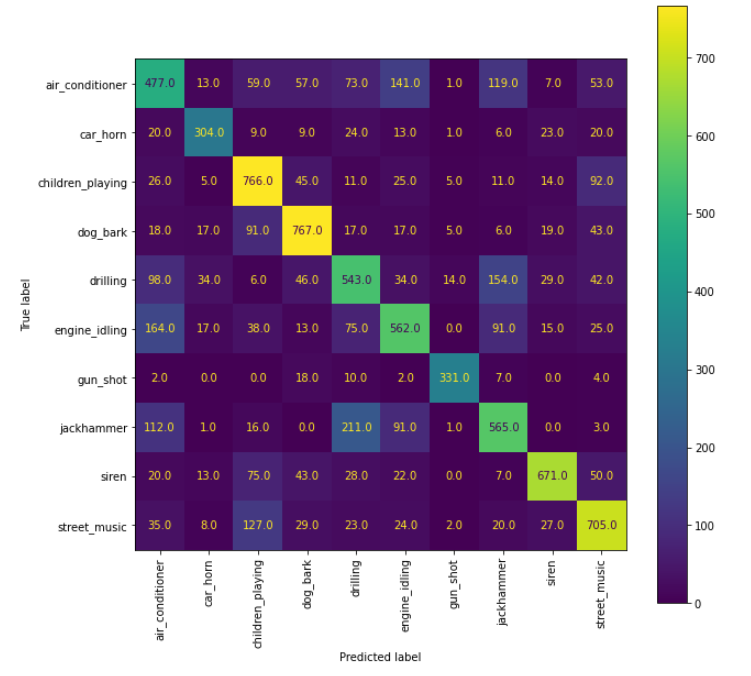 air_conditioner 477.0 13.0 59.0 57.0 73.0 141.0 1.0 119.0 7.0 53.0
car_horn 20.0 304.0 9.0 9.0 24.0 13.0 1.0 6.0 23.0 20.0
children_playing 26.0 5.0 766.0 45.0 11.0 25.0 5.0 11.0 14.0 92.0
dog_bark 18.0 17.0 91.0 767.0 17.0 17.0 5.0 6.0 19.0 43.0
drilling 98.0 34.0 6.0 46.0 543.0 34.0 14.0 154.0 29.0 42.0
engine_idling 164.0 17.0 38.0 13.0 75.0 562.0 0.0 91.0 15.0 25.0
gun_shot 2.0 0.0 0.0 18.0 10.0 2.0 331.0 7.0 0.0 4.0
jackhammer 112.0 1.0 16.0 0.0 211.0 91.0 1.0 565.0 0.0 3.0
siren 20.0 13.0 75.0 43.0 28.0 22.0 0.0 7.0 671.0 50.0
street_music 35.0 8.0 127.0 29.0 23.0 24.0 2.0 20.0 27.0 705.0
True label
air_conditioner
car_horn
children_playing
dog_bark
drilling
engine_idling
gun_shot
jackhammer
siren
street_music
Predicted label
700
600
500
400
300
200
100
0